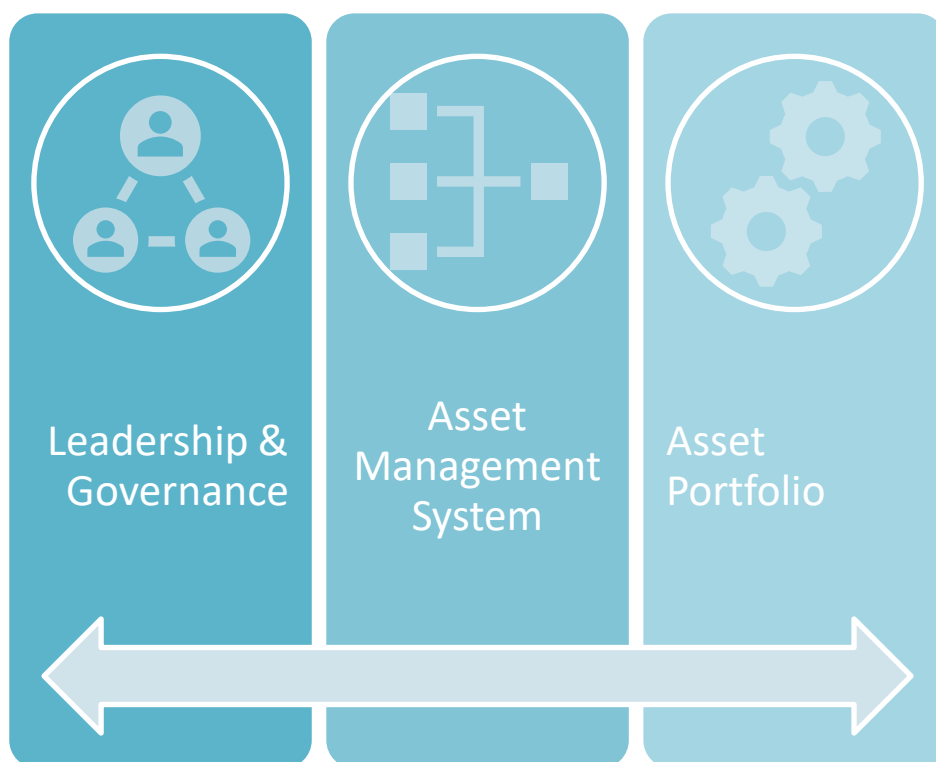 Leadership &
Governance
Asset
Management
System
Asset
Portfolio